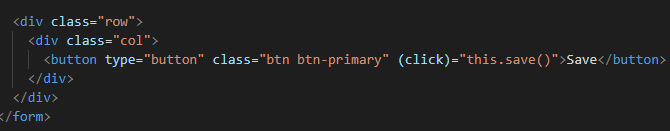 <div class="row">
<div class="col">
<button type="button" class="btn btn-primary" (click)="this.save()">Save</button>
</div>
</div>
</form>